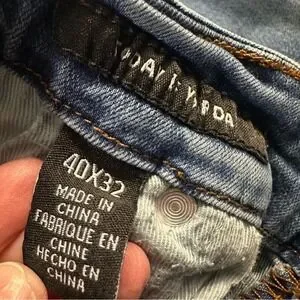 40X32
MADE IN
CHINA
FABRIQUE EN
CHINE
HECHO EN
CHINA